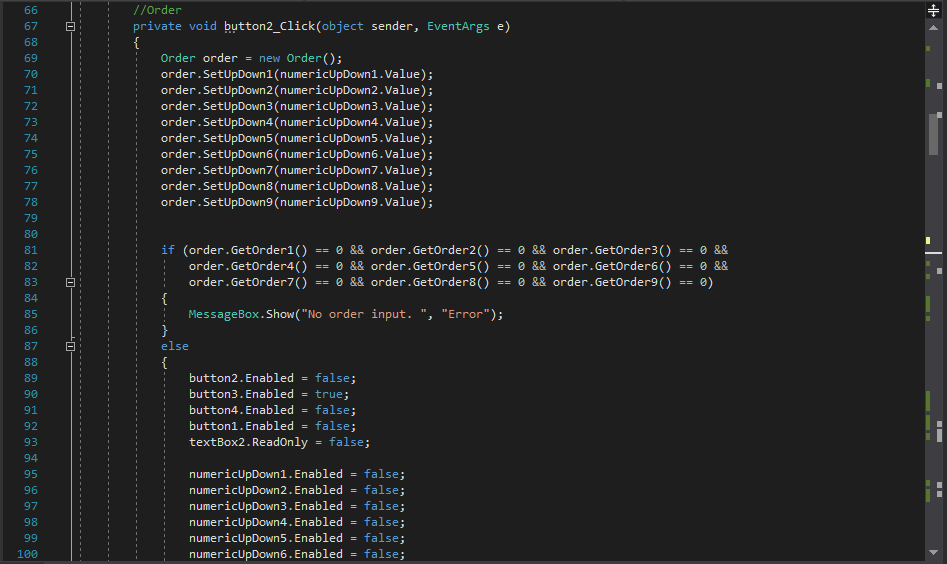 66 //Order
67 private void button2_Click(object sender, EventArgs e)
68 {
69 Order order = new Order();
70 order.SetUpDown1(numericUpDown1.Value);
71 order.SetUpDown2(numericUpDown2.Value);
72 order.SetUpDown3(numericUpDown3.Value);
73 order.SetUpDown4(numericUpDown4.Value);
74 order.SetUpDown5(numericUpDown5.Value);
75 order.SetUpDown6(numericUpDown6.Value);
76 order.SetUpDown7(numericUpDown7.Value);
77 order.SetUpDown8(numericUpDown8.Value);
78 order.SetUpDown9(numericUpDown9.Value);
79
80
81 if (order.GetOrder1() == 0 && order.GetOrder2() == 0 && order.GetOrder3() == 0 &&
82 order.GetOrder4() == 0 && order.GetOrder5() == 0 && order.GetOrder6() == 0 &&
83 order.GetOrder7() == 0 && order.GetOrder8() == 0 && order.GetOrder9() == 0)
84 {
85 MessageBox.Show("No order input. ", "Error");
86 }
87 else
88 {
89 button2.Enabled = false;
90 button3.Enabled = true;
91 button4.Enabled = false;
92 button1.Enabled = false;
93 textBox2.ReadOnly = false;
94
95 numericUpDown1.Enabled = false;
96 numericUpDown2.Enabled = false;
97 numericUpDown3.Enabled = false;
98 numericUpDown4.Enabled = false;
99 numericUpDown5.Enabled = false;
100 numericUpDown6.Enabled = false;